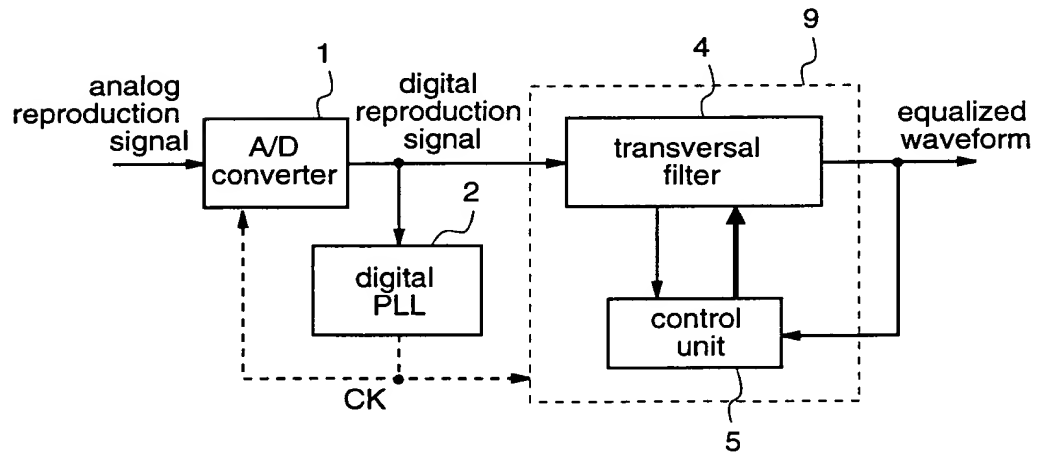 1
4
9
analog
reproduction
signal
digital
reproduction
signal
equalized
waveform
A/D
converter
transversal
filter
2
digital
PLL
control
unit
CK
5